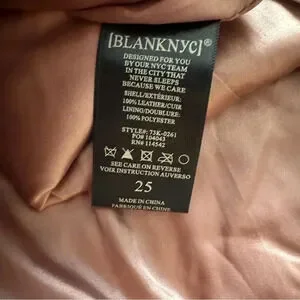 [BLANKNYC]®
DESIGNED FOR YOU
BY OUR NYC TEAM
IN THE CITY THAT
NEVER SLEEPS
BECAUSE WE CARE
SHELL/EXTÉRIEUR:
100% LEATHER/CUIR
LINING/DOUBLURE:
100% POLYESTER
STYLE#: 73K-0261
PO# 104043
RN# 114542
SEE CARE ON REVERSE
VOIR INSTRUCTION AUVERSO
25
MADE IN CHINA
FABRIQUÉ EN CHINE